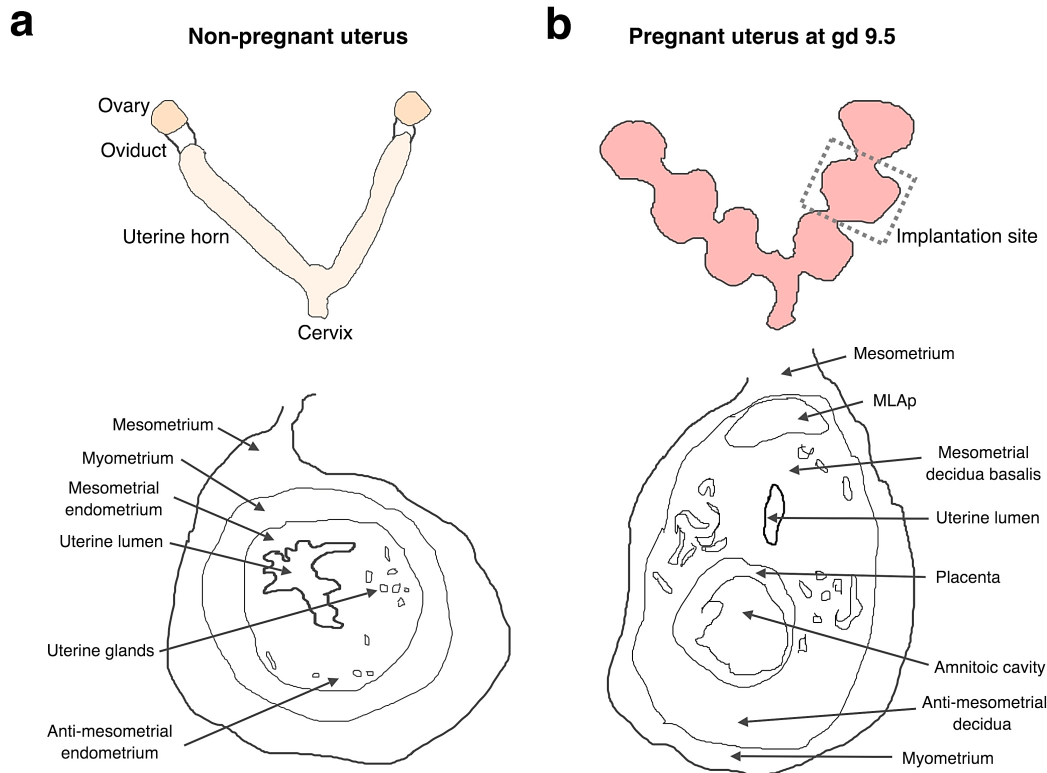 a
Non-pregnant uterus
Ovary
Oviduct
Uterine horn
Cervix
Mesometrium
Myometrium
Mesometrial
endometrium
Uterine lumen
Uterine glands
Anti-mesometrial
endometrium
b
Pregnant uterus at gd 9.5
Implantation site
Mesometrium
MLAp
Mesometrial
decidua basalis
Uterine lumen
Placenta
Amnitoic cavity
Anti-mesometrial
decidua
Myometrium